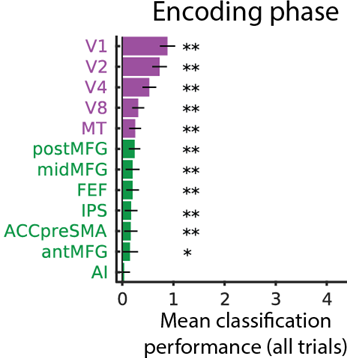 Encoding phase
V1 **
V2 **
V4 **
V8 **
MT **
postMFG **
midMFG **
FEF **
IPS **
ACCpreSMA **
antMFG *
AI
0 1 2 3 4
Mean classification
performance (all trials)